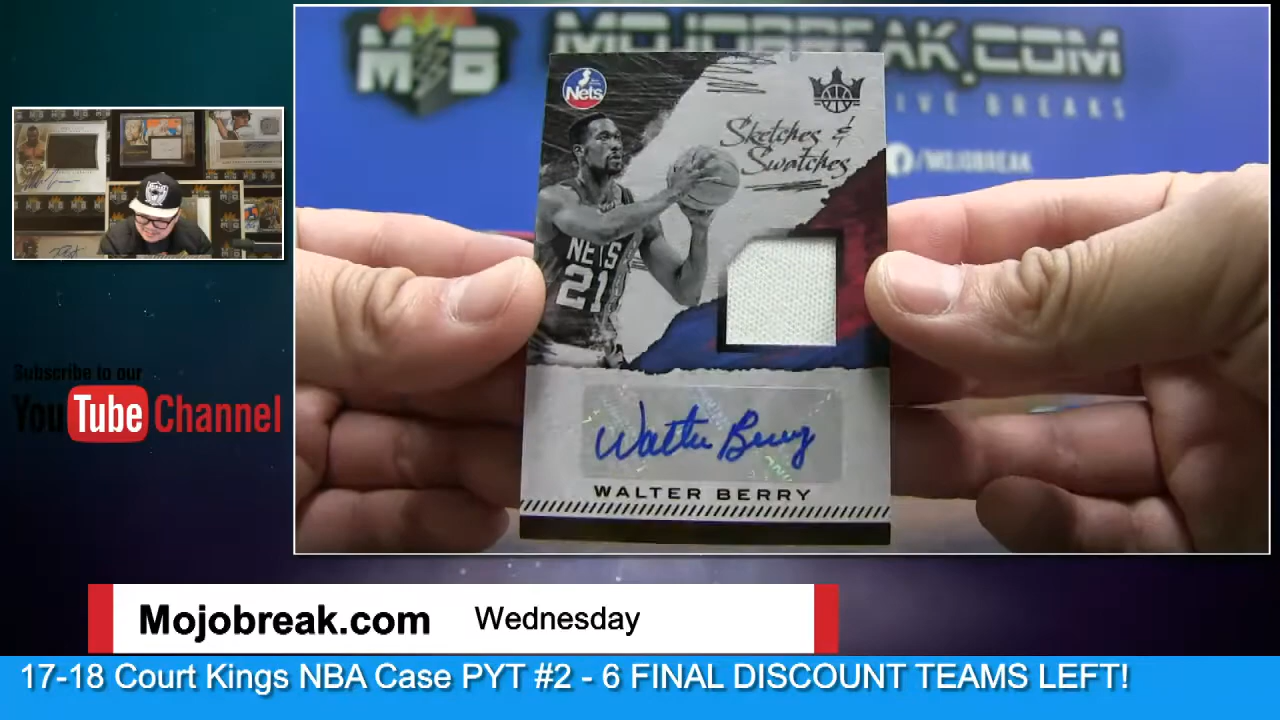 MOJOBREAK.COM
MB
LIVE BREAKS
/MOJOBREAK
Nets
Sketches &
Swatches
NETS
21
Walter Berry
WALTER BERRY
Subscribe to our
YouTube Channel
Mojobreak.com
Wednesday
17-18 Court Kings NBA Case PYT #2 - 6 FINAL DISCOUNT TEAMS LEFT!